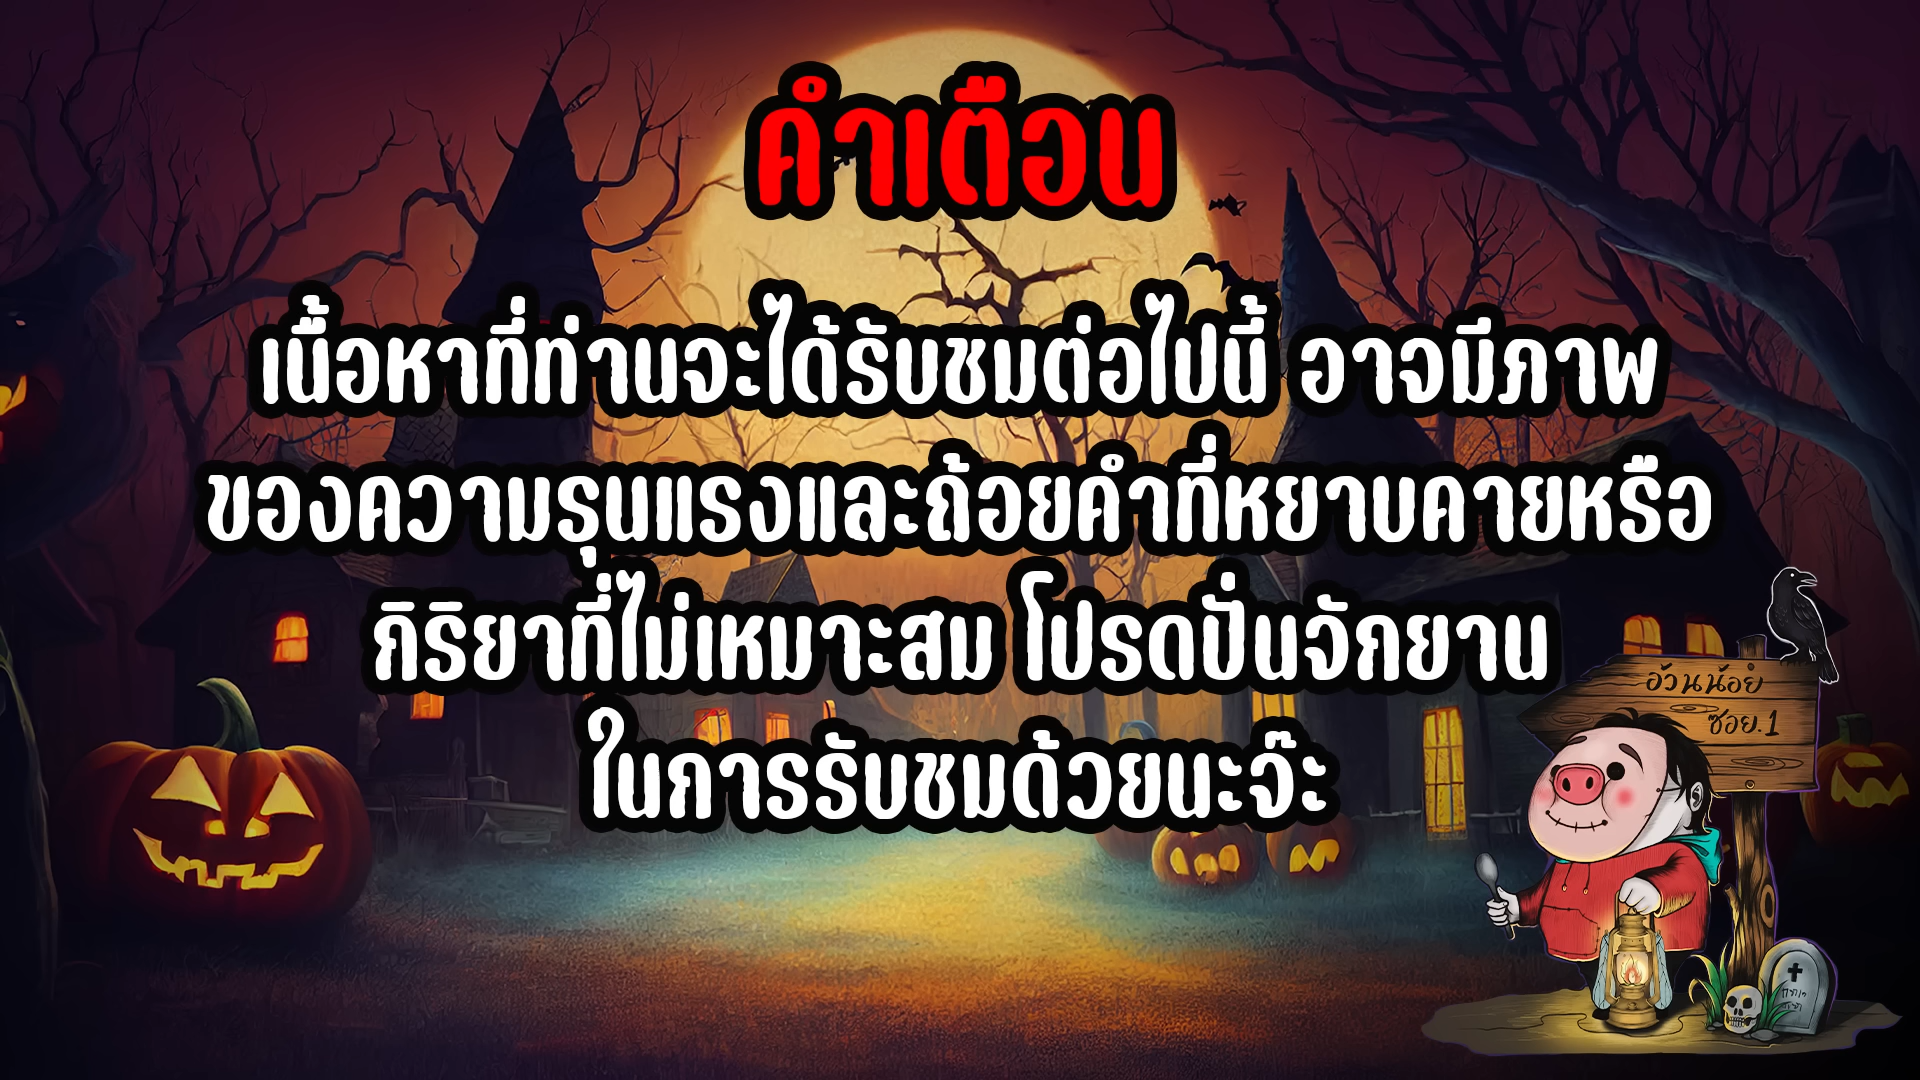 คำเตือน
เนื้อหาที่ท่านจะได้รับชมต่อไปนี้ อาจมีภาพ
ของความรุนแรงและถ้อยคำที่หยาบคายหรือ
กิริยาที่ไม่เหมาะสม โปรดปั่นจักยาน
ในการรับชมด้วยนะจ๊ะ
อ้วนน้อย
ซอย.1